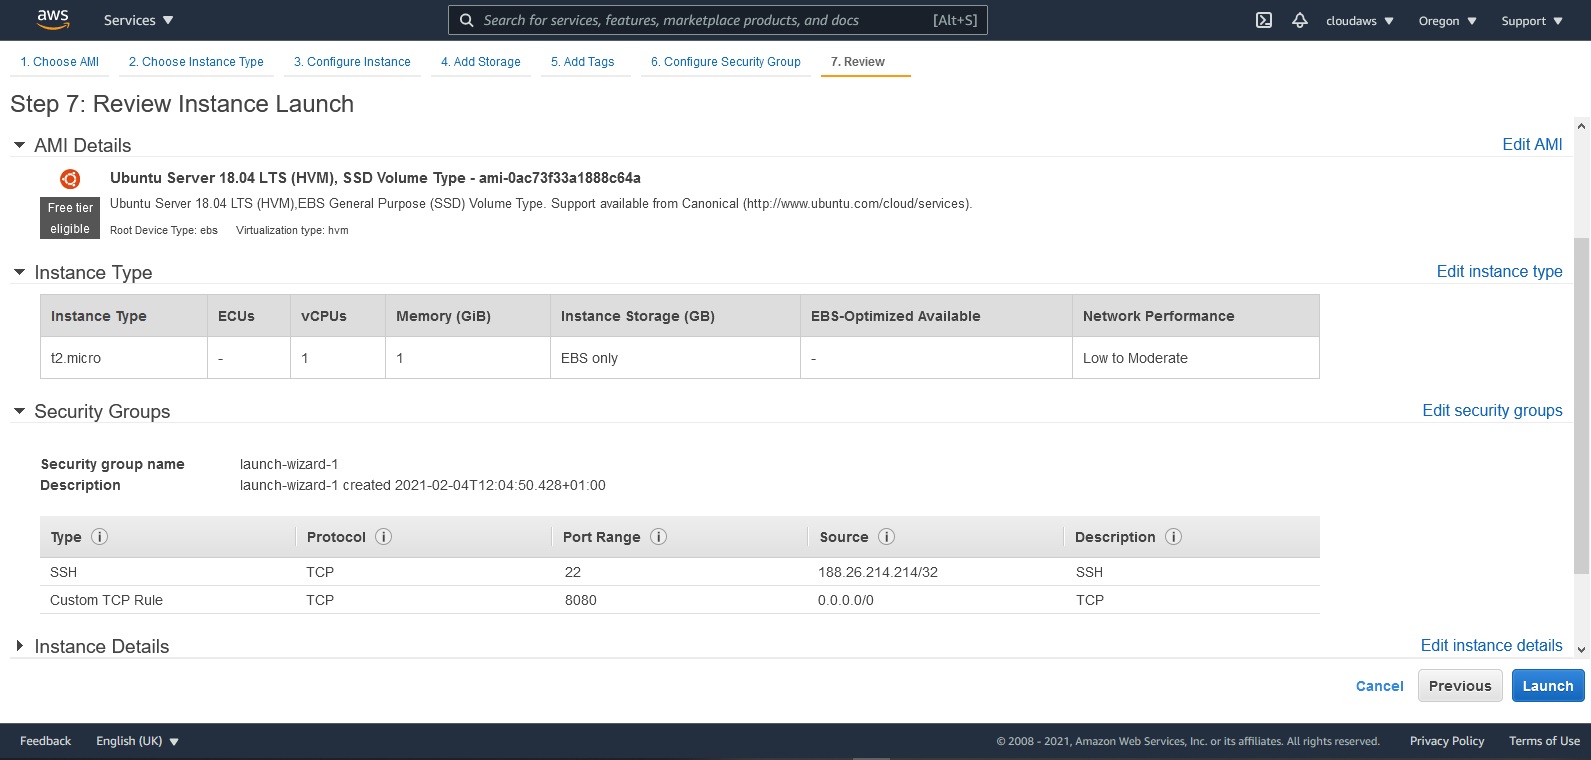 aws Services Search for services, features, marketplace products, and docs [Alt+S] cloudaws Oregon Support
1. Choose AMI 2. Choose Instance Type 3. Configure Instance 4. Add Storage 5. Add Tags 6. Configure Security Group 7. Review
Step 7: Review Instance Launch
AMI Details Edit AMI
Ubuntu Server 18.04 LTS (HVM), SSD Volume Type - ami-0ac73f33a1888c64a
Free tier eligible
Ubuntu Server 18.04 LTS (HVM),EBS General Purpose (SSD) Volume Type. Support available from Canonical (http://www.ubuntu.com/cloud/services).
Root Device Type: ebs Virtualization type: hvm
Instance Type Edit instance type
Instance Type ECUs vCPUs Memory (GiB) Instance Storage (GB) EBS-Optimized Available Network Performance
t2.micro - 1 1 EBS only - Low to Moderate
Security Groups Edit security groups
Security group name launch-wizard-1
Description launch-wizard-1 created 2021-02-04T12:04:50.428+01:00
Type Protocol Port Range Source Description
SSH TCP 22 188.26.214.214/32 SSH
Custom TCP Rule TCP 8080 0.0.0.0/0 TCP
Instance Details Edit instance details
Cancel Previous Launch
Feedback English (UK) © 2008 - 2021, Amazon Web Services, Inc. or its affiliates. All rights reserved. Privacy Policy Terms of Use